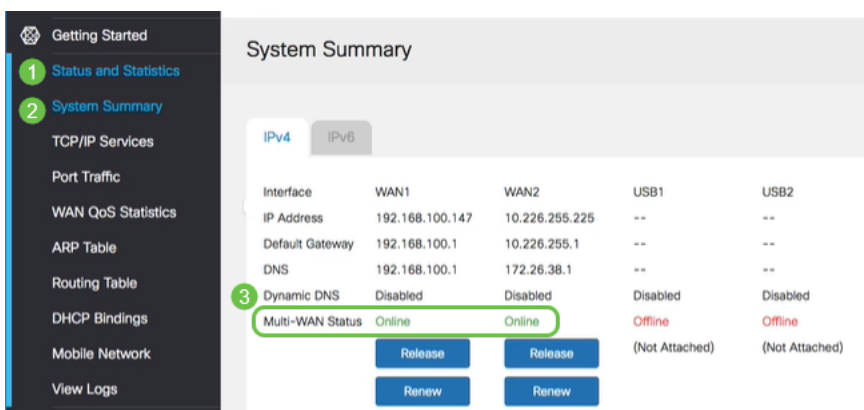 Getting Started
1 Status and Statistics
2 System Summary
TCP/IP Services
Port Traffic
WAN QoS Statistics
ARP Table
Routing Table
DHCP Bindings
Mobile Network
View Logs
System Summary
IPv4 IPv6
Interface WAN1 WAN2 USB1 USB2
IP Address 192.168.100.147 10.226.255.225 -- --
Default Gateway 192.168.100.1 10.226.255.1 -- --
DNS 192.168.100.1 172.26.38.1 -- --
3 Dynamic DNS Disabled Disabled Disabled Disabled
Multi-WAN Status Online Online Offline Offline
Release Release (Not Attached) (Not Attached)
Renew Renew